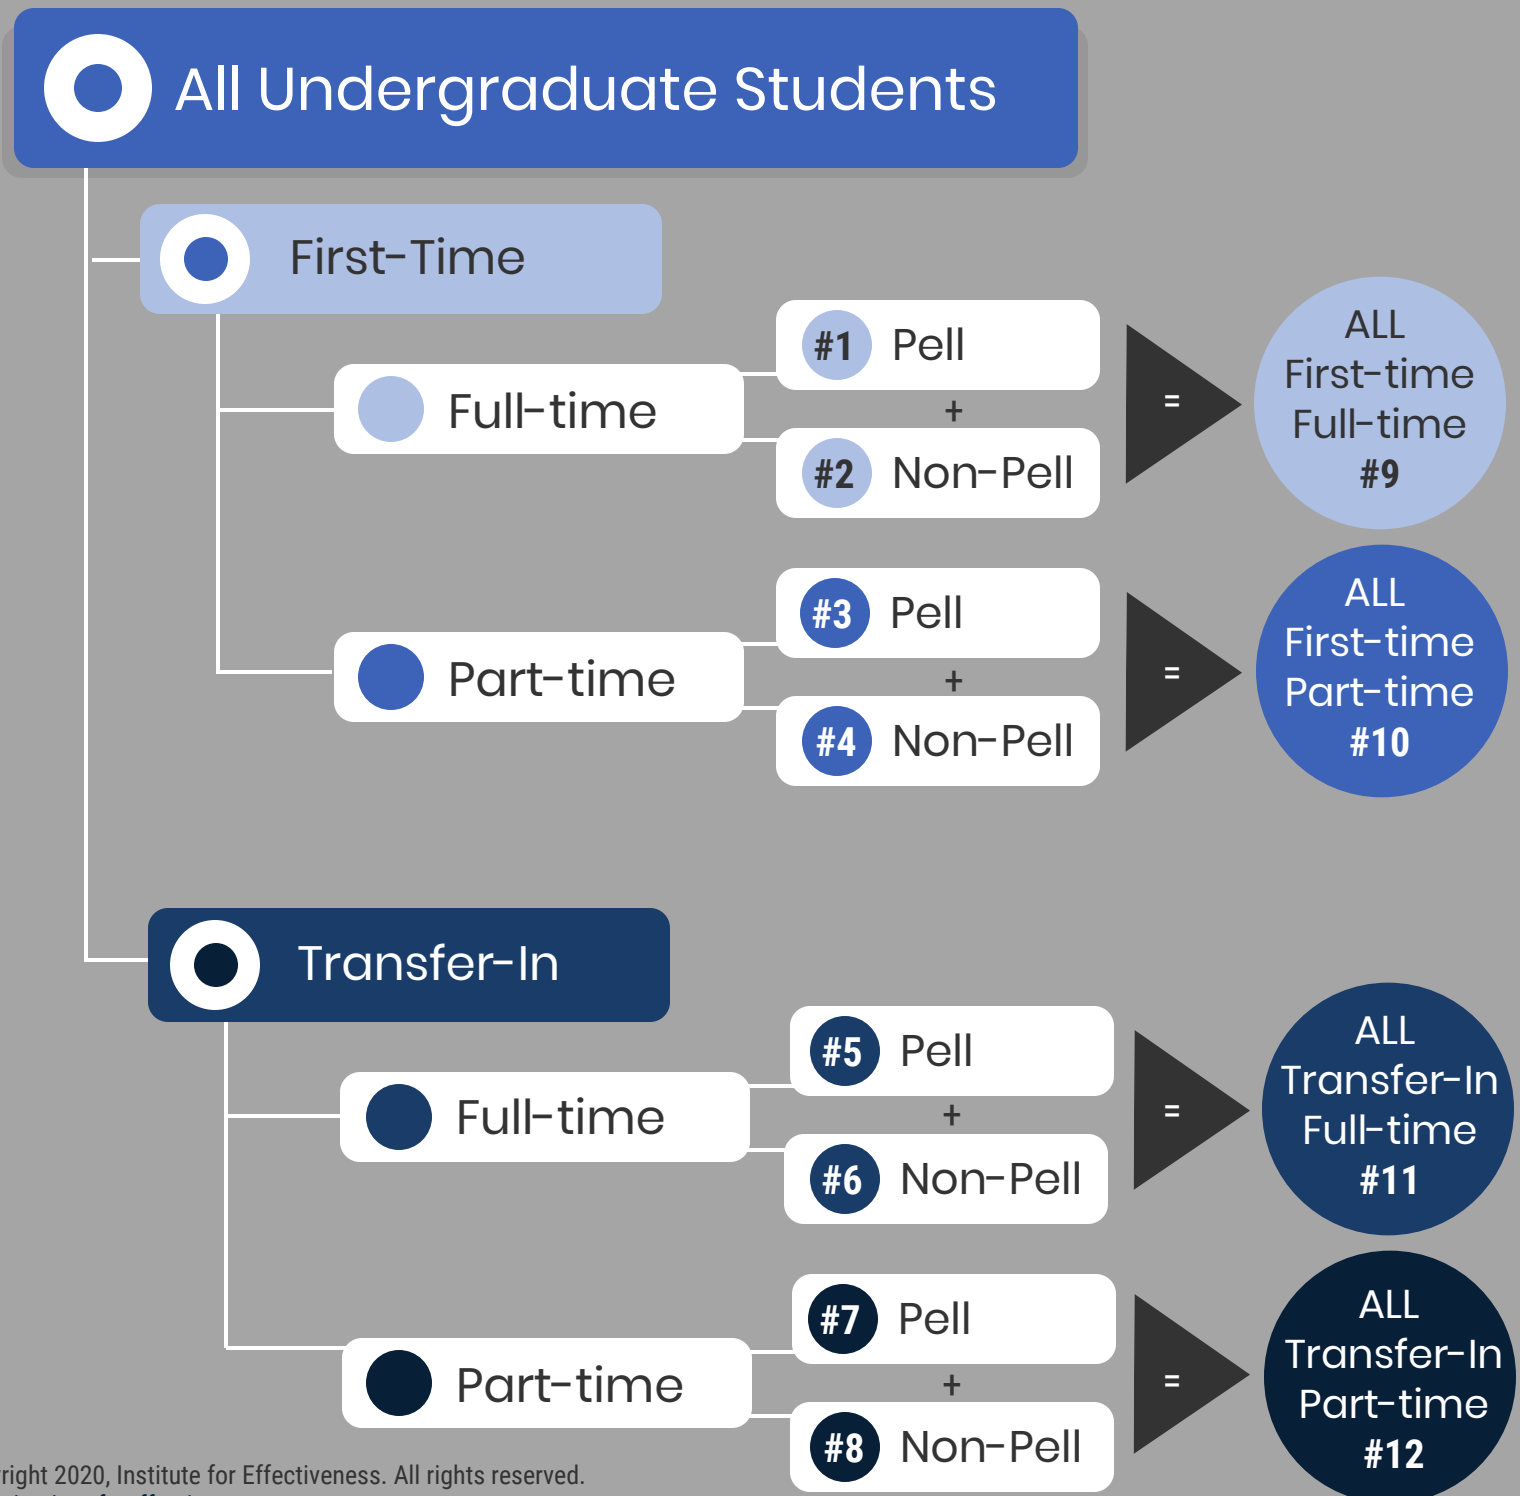 All Undergraduate Students
First-Time
Full-time
#1 Pell
+
#2 Non-Pell
=
ALL
First-time
Full-time
#9
Part-time
#3 Pell
+
#4 Non-Pell
=
ALL
First-time
Part-time
#10
Transfer-In
Full-time
#5 Pell
+
#6 Non-Pell
=
ALL
Transfer-In
Full-time
#11
Part-time
#7 Pell
+
#8 Non-Pell
=
ALL
Transfer-In
Part-time
#12
right 2020, Institute for Effectiveness. All rights reserved.